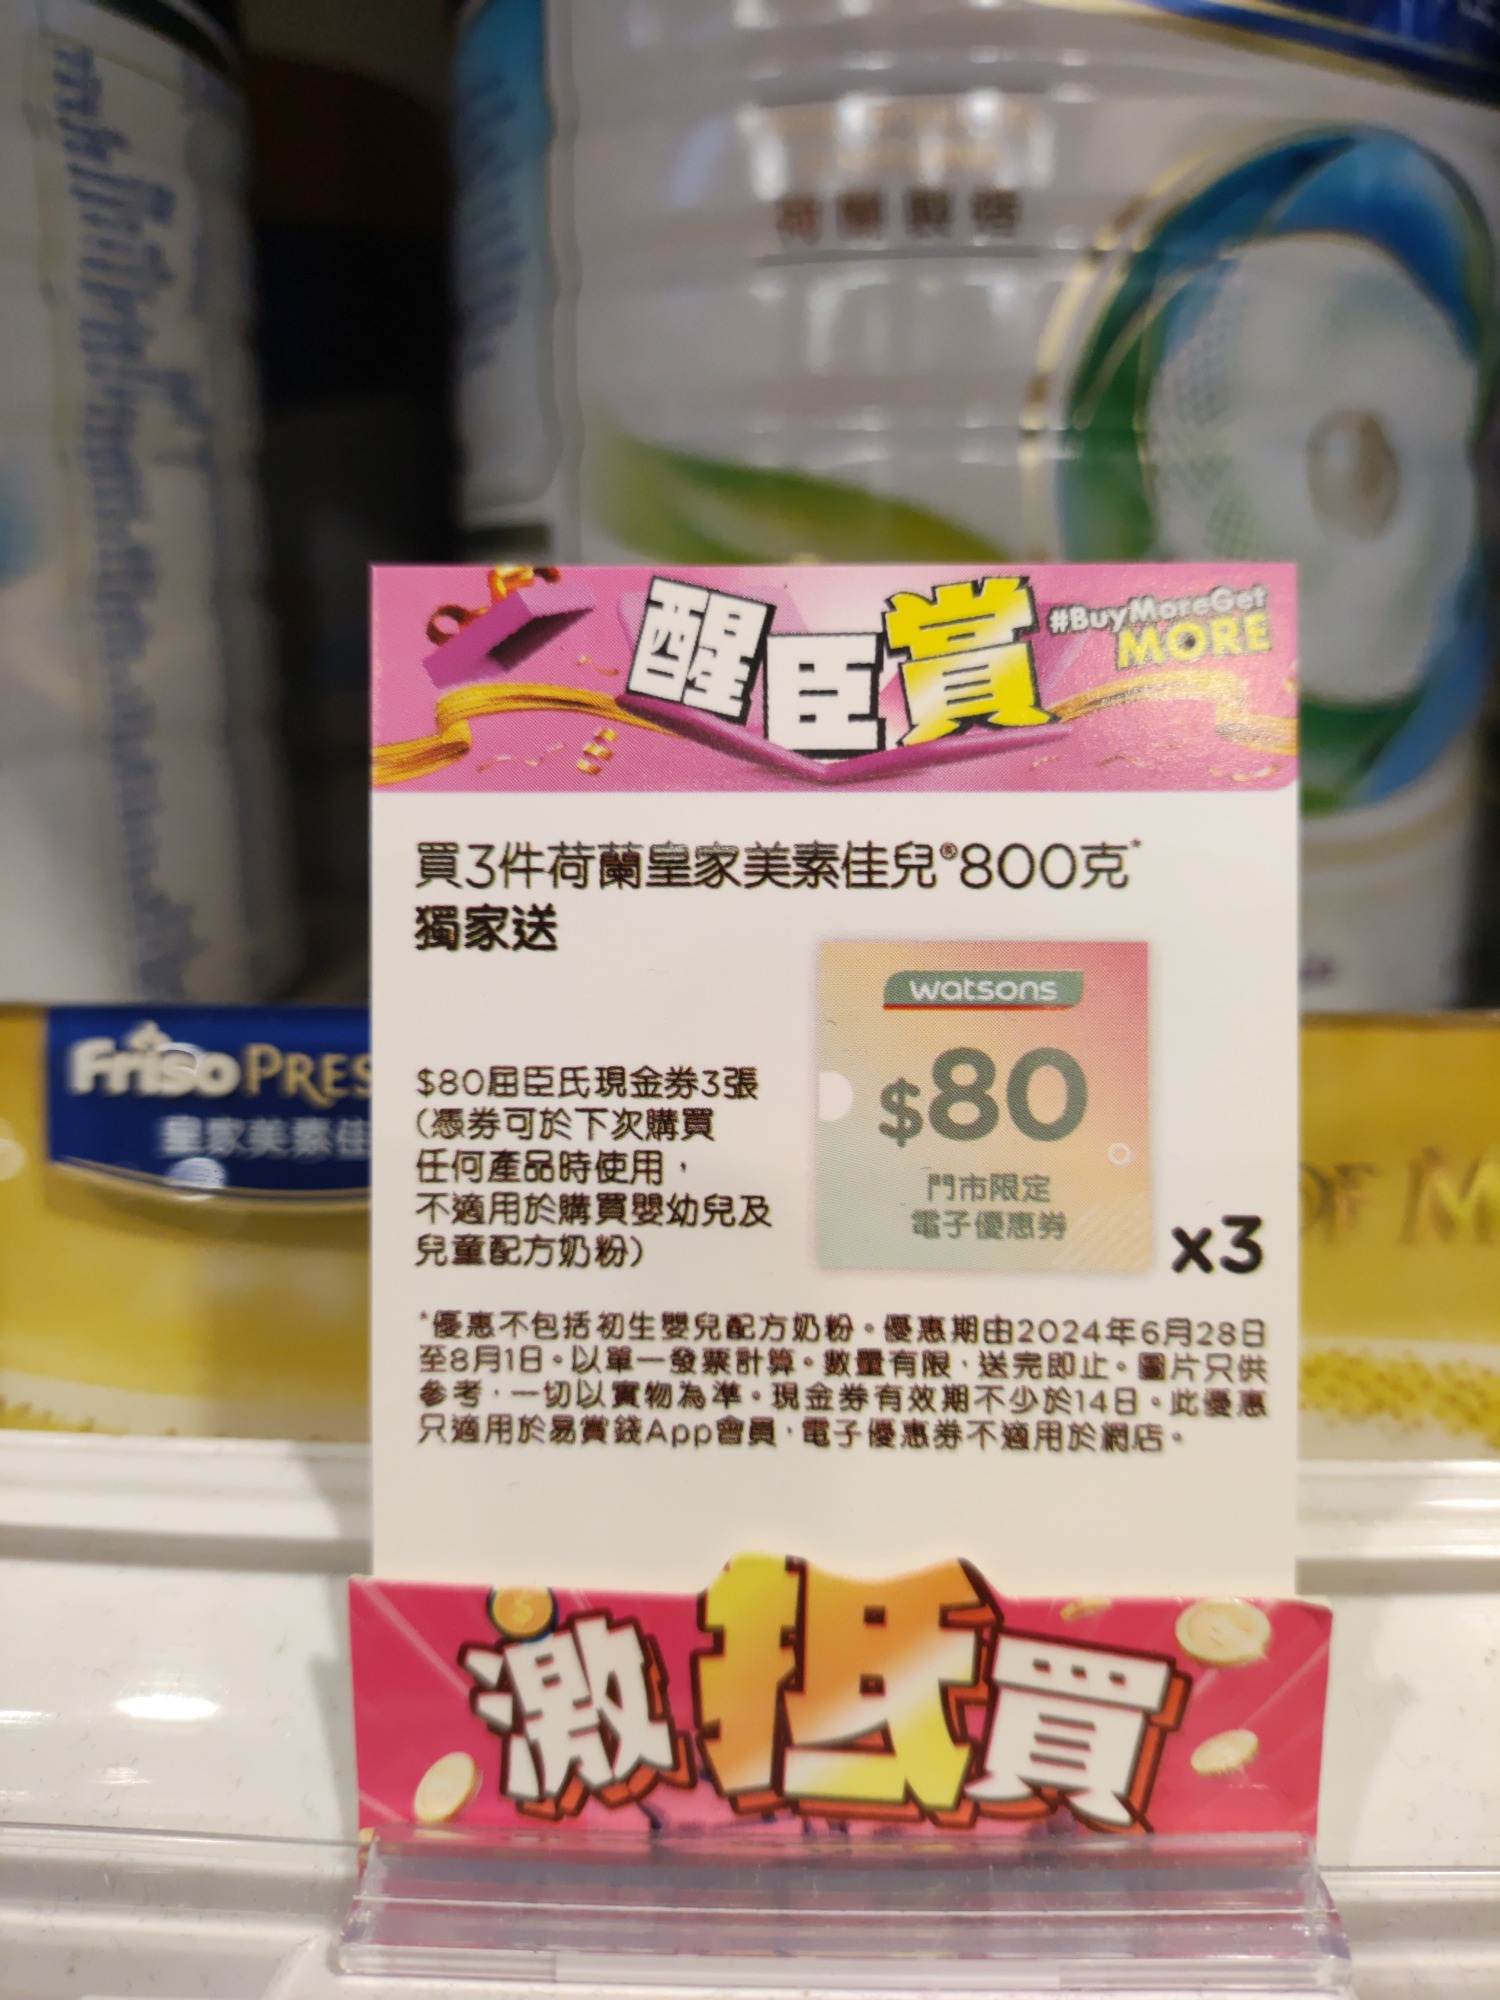 荷蘭製造
醒臣賞
#BuyMoreGet
MORE
買3件荷蘭皇家美素佳兒®800克*
獨家送
watsons
$80
門市限定
電子優惠券
x3
$80屈臣氏現金券3張
(憑券可於下次購買
任何產品時使用，
不適用於購買嬰幼兒及
兒童配方奶粉)
*優惠不包括初生嬰兒配方奶粉。優惠期由2024年6月28日
至8月1日。以單一發票計算。數量有限，送完即止。圖片只供
參考，一切以實物為準。現金券有效期不少於14日。此優惠
只適用於易賞錢App會員，電子優惠券不適用於網店。
Friso PRES
皇家美素佳
OF M
激抵買